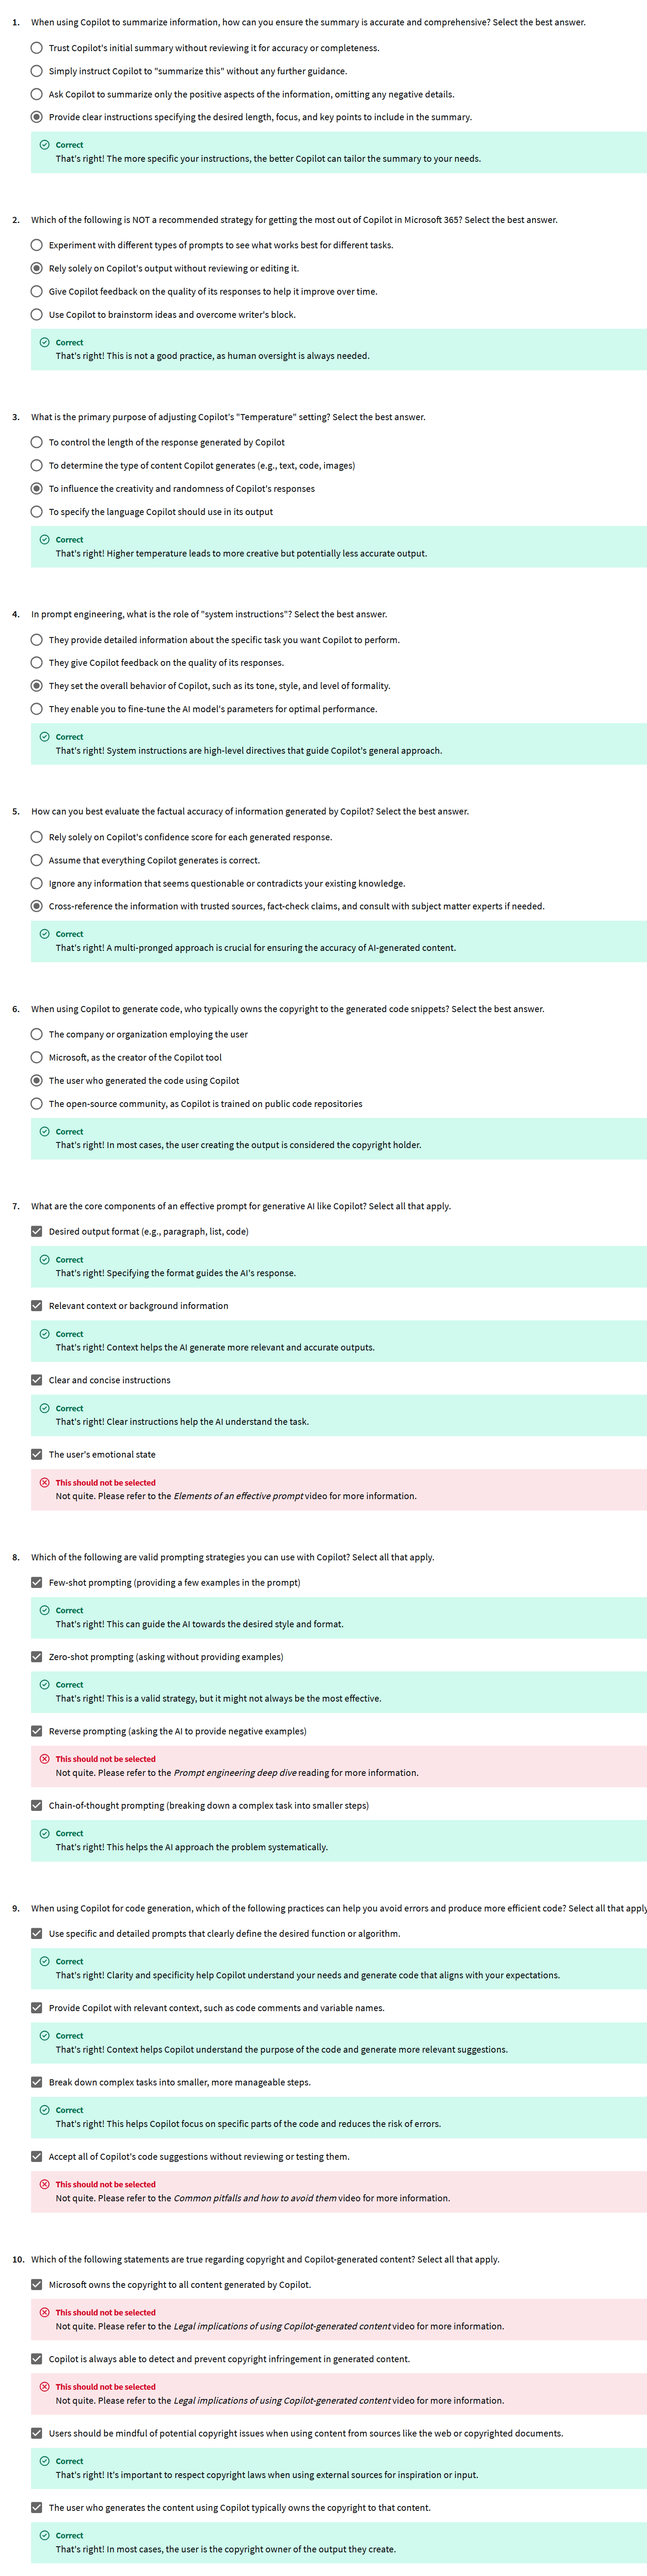 1. When using Copilot to summarize information, how can you ensure the summary is accurate and comprehensive? Select the best answer.
Trust Copilot's initial summary without reviewing it for accuracy or completeness.
Simply instruct Copilot to "summarize this" without any further guidance.
Ask Copilot to summarize only the positive aspects of the information, omitting any negative details.
Provide clear instructions specifying the desired length, focus, and key points to include in the summary.
Correct
That's right! The more specific your instructions, the better Copilot can tailor the summary to your needs.
2. Which of the following is NOT a recommended strategy for getting the most out of Copilot in Microsoft 365? Select the best answer.
Experiment with different types of prompts to see what works best for different tasks.
Rely solely on Copilot's output without reviewing or editing it.
Give Copilot feedback on the quality of its responses to help it improve over time.
Use Copilot to brainstorm ideas and overcome writer's block.
Correct
That's right! This is not a good practice, as human oversight is always needed.
3. What is the primary purpose of adjusting Copilot's "Temperature" setting? Select the best answer.
To control the length of the response generated by Copilot
To determine the type of content Copilot generates (e.g., text, code, images)
To influence the creativity and randomness of Copilot's responses
To specify the language Copilot should use in its output
Correct
That's right! Higher temperature leads to more creative but potentially less accurate output.
4. In prompt engineering, what is the role of "system instructions"? Select the best answer.
They provide detailed information about the specific task you want Copilot to perform.
They give Copilot feedback on the quality of its responses.
They set the overall behavior of Copilot, such as its tone, style, and level of formality.
They enable you to fine-tune the AI model's parameters for optimal performance.
Correct
That's right! System instructions are high-level directives that guide Copilot's general approach.
5. How can you best evaluate the factual accuracy of information generated by Copilot? Select the best answer.
Rely solely on Copilot's confidence score for each generated response.
Assume that everything Copilot generates is correct.
Ignore any information that seems questionable or contradicts your existing knowledge.
Cross-reference the information with trusted sources, fact-check claims, and consult with subject matter experts if needed.
Correct
That's right! A multi-pronged approach is crucial for ensuring the accuracy of AI-generated content.
6. When using Copilot to generate code, who typically owns the copyright to the generated code snippets? Select the best answer.
The company or organization employing the user
Microsoft, as the creator of the Copilot tool
The user who generated the code using Copilot
The open-source community, as Copilot is trained on public code repositories
Correct
That's right! In most cases, the user creating the output is considered the copyright holder.
7. What are the core components of an effective prompt for generative AI like Copilot? Select all that apply.
Desired output format (e.g., paragraph, list, code)
Correct
That's right! Specifying the format guides the AI's response.
Relevant context or background information
Correct
That's right! Context helps the AI generate more relevant and accurate outputs.
Clear and concise instructions
Correct
That's right! Clear instructions help the AI understand the task.
The user's emotional state
This should not be selected
Not quite. Please refer to the Elements of an effective prompt video for more information.
8. Which of the following are valid prompting strategies you can use with Copilot? Select all that apply.
Few-shot prompting (providing a few examples in the prompt)
Correct
That's right! This can guide the AI towards the desired style and format.
Zero-shot prompting (asking without providing examples)
Correct
That's right! This is a valid strategy, but it might not always be the most effective.
Reverse prompting (asking the AI to provide negative examples)
This should not be selected
Not quite. Please refer to the Prompt engineering deep dive reading for more information.
Chain-of-thought prompting (breaking down a complex task into smaller steps)
Correct
That's right! This helps the AI approach the problem systematically.
9. When using Copilot for code generation, which of the following practices can help you avoid errors and produce more efficient code? Select all that apply
Use specific and detailed prompts that clearly define the desired function or algorithm.
Correct
That's right! Clarity and specificity help Copilot understand your needs and generate code that aligns with your expectations.
Provide Copilot with relevant context, such as code comments and variable names.
Correct
That's right! Context helps Copilot understand the purpose of the code and generate more relevant suggestions.
Break down complex tasks into smaller, more manageable steps.
Correct
That's right! This helps Copilot focus on specific parts of the code and reduces the risk of errors.
Accept all of Copilot's code suggestions without reviewing or testing them.
This should not be selected
Not quite. Please refer to the Common pitfalls and how to avoid them video for more information.
10. Which of the following statements are true regarding copyright and Copilot-generated content? Select all that apply.
Microsoft owns the copyright to all content generated by Copilot.
This should not be selected
Not quite. Please refer to the Legal implications of using Copilot-generated content video for more information.
Copilot is always able to detect and prevent copyright infringement in generated content.
This should not be selected
Not quite. Please refer to the Legal implications of using Copilot-generated content video for more information.
Users should be mindful of potential copyright issues when using content from sources like the web or copyrighted documents.
Correct
That's right! It's important to respect copyright laws when using external sources for inspiration or input.
The user who generates the content using Copilot typically owns the copyright to that content.
Correct
That's right! In most cases, the user is the copyright owner of the output they create.